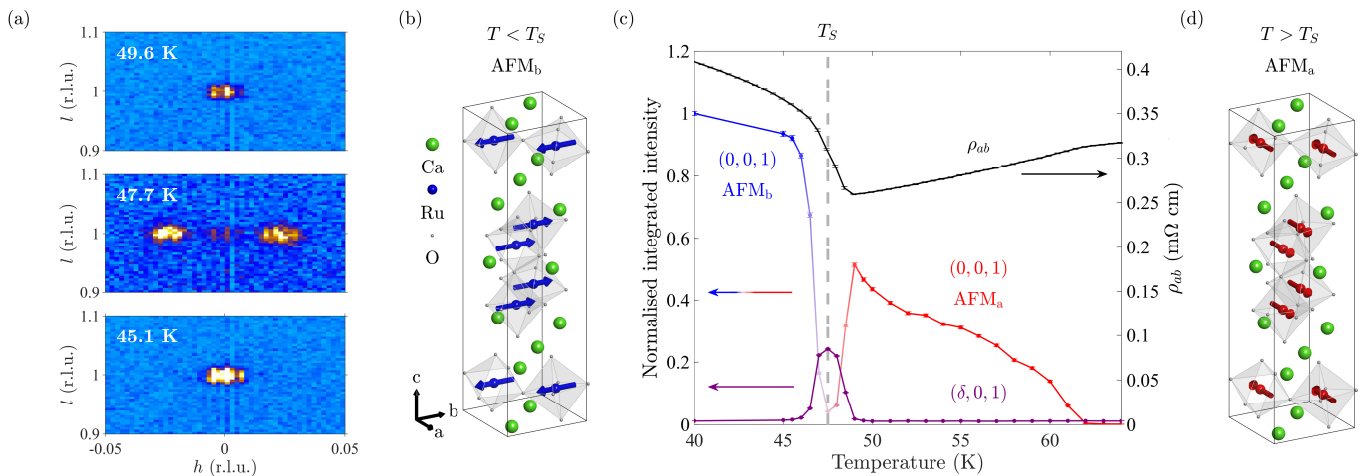 (a)
1.1
49.6 K
1
l (r.l.u.)
0.9
1.1
47.7 K
1
l (r.l.u.)
0.9
1.1
45.1 K
1
l (r.l.u.)
0.9
-0.05
0
0.05
h (r.l.u.)
(b)
T < T_S
AFM_b
Ca
Ru
O
c
b
a
(c)
T_S
1.2
1
0.8
0.6
0.4
0.2
0
Normalised integrated intensity
(0, 0, 1)
AFM_b
ρ_ab
(0, 0, 1)
AFM_a
(δ, 0, 1)
0.4
0.35
0.3
0.25
0.2
0.15
0.1
0.05
0
ρ_ab (mΩ cm)
40
45
50
55
60
Temperature (K)
(d)
T > T_S
AFM_a